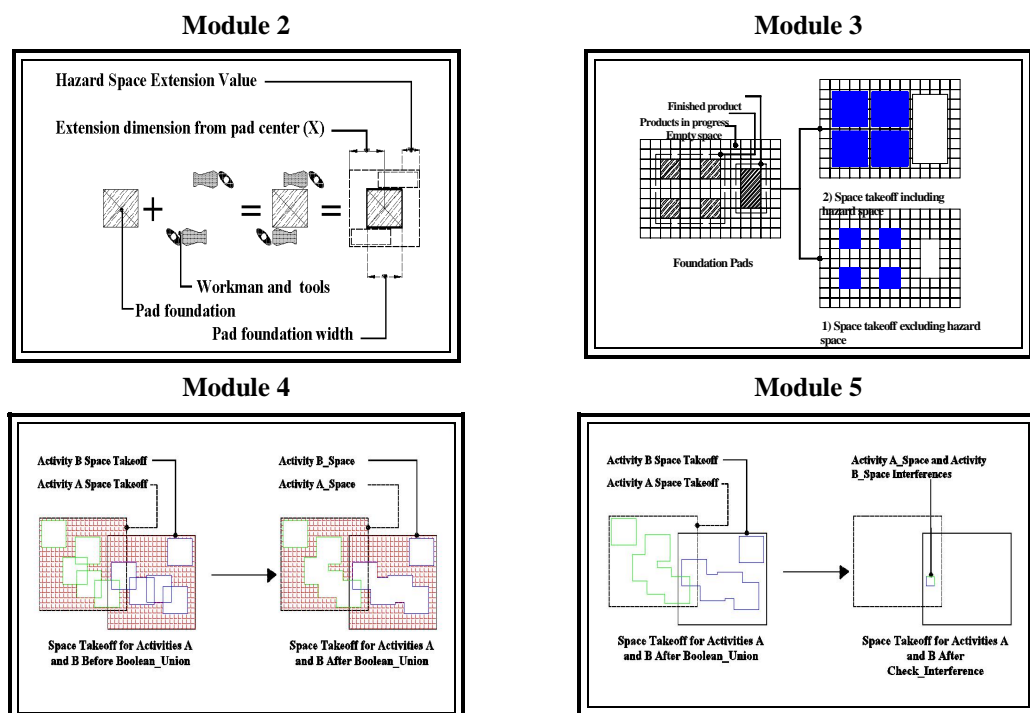 Module 2
Hazard Space Extension Value
Extension dimension from pad center (X)
+
=
=
Workman and tools
Pad foundation
Pad foundation width
Module 3
Finished product
Products in progress
Empty space
Foundation Pads
2) Space takeoff including
hazard space
1) Space takeoff excluding hazard
space
Module 4
Activity B Space Takeoff
Activity A Space Takeoff
Activity B_Space
Activity A_Space
Space Takeoff for Activities A
and B Before Boolean_Union
Space Takeoff for Activities A
and B After Boolean_Union
Module 5
Activity B Space Takeoff
Activity A Space Takeoff
Activity A_Space and Activity
B_Space Interferences
Space Takeoff for Activities A
and B After Boolean_Union
Space Takeoff for Activities A
and B After
Check_Interference